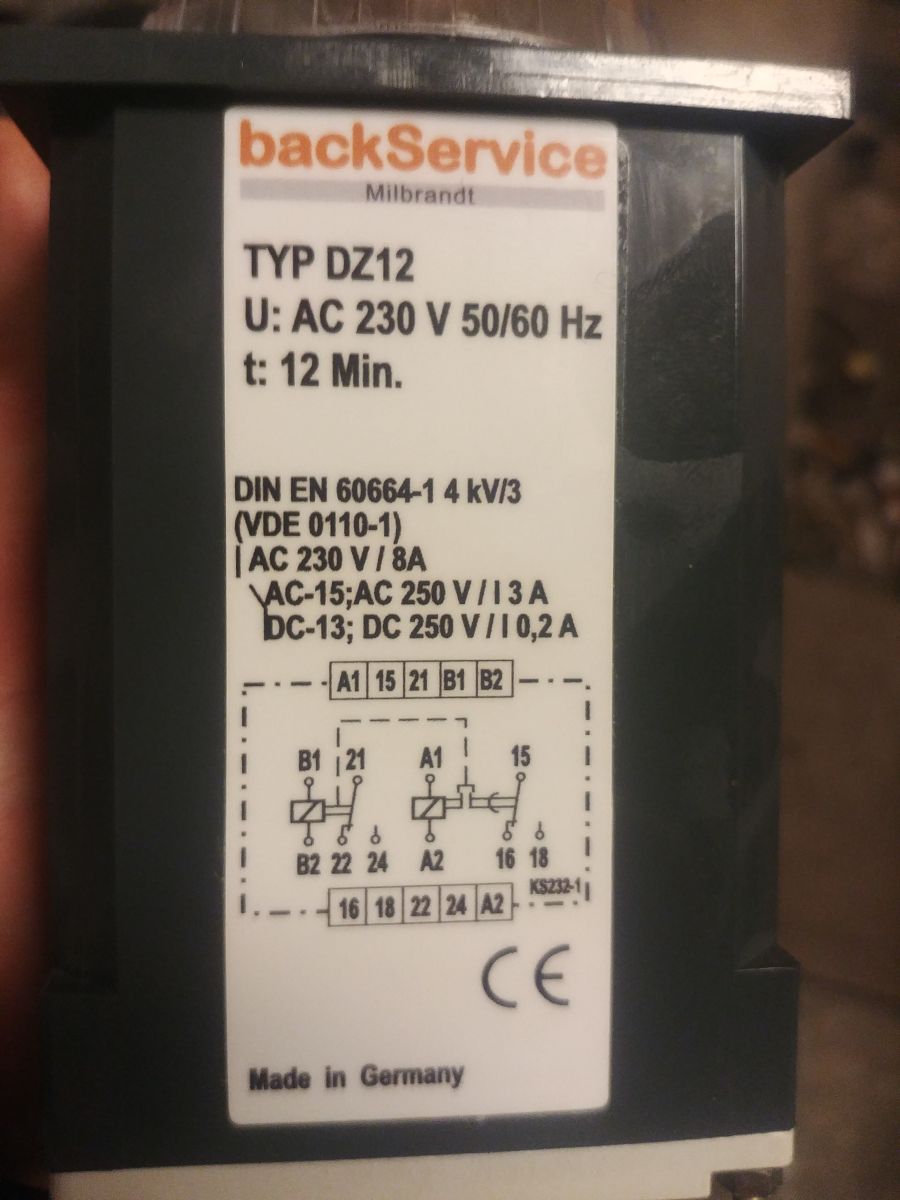 backService
Milbrandt
TYP DZ12
U: AC 230 V 50/60 Hz
t: 12 Min.
DIN EN 60664-1 4 kV/3
(VDE 0110-1)
AC 230 V / 8A
AC-15;AC 250 V / I 3 A
DC-13; DC 250 V / I 0,2 A
A1 15 21 B1 B2
B1 21 A1 15
B2 22 24 A2 16 18
KS232-1
16 18 22 24 A2
CE
Made in Germany